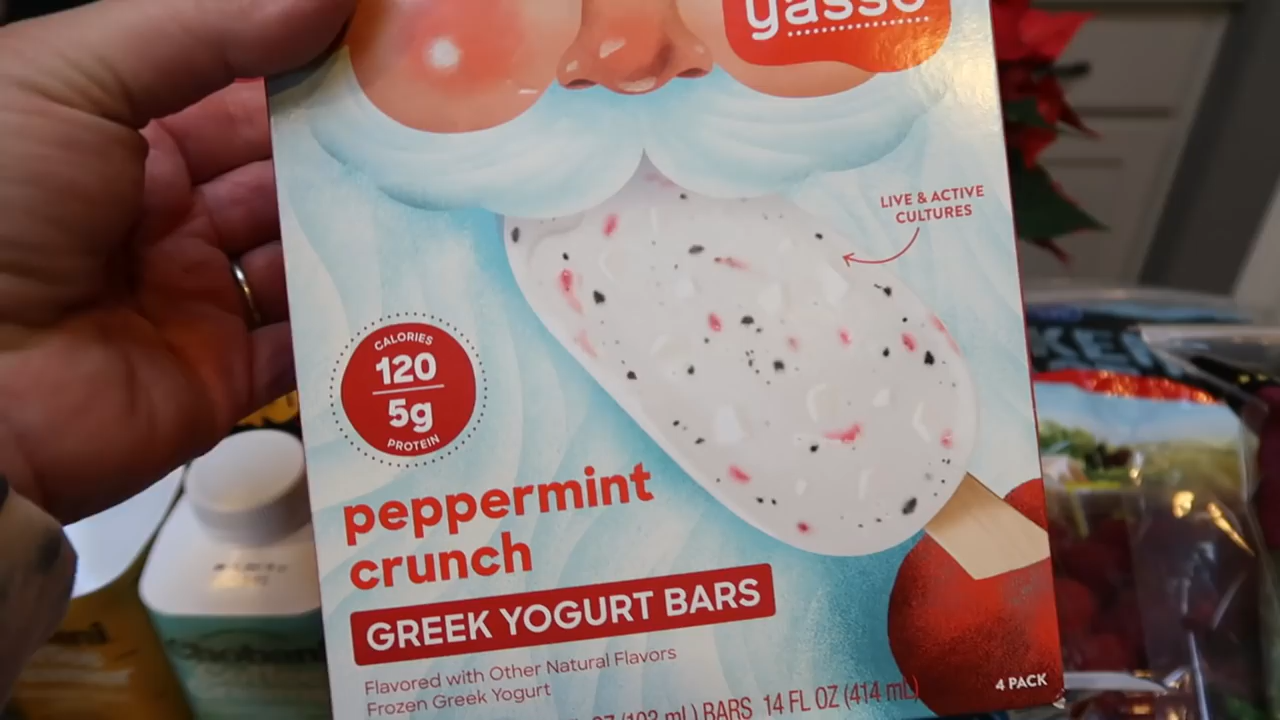 yasso
LIVE & ACTIVE
CULTURES
CALORIES
120
5g
PROTEIN
peppermint
crunch
GREEK YOGURT BARS
Flavored with Other Natural Flavors
Frozen Greek Yogurt
4 PACK
BARS 14 FL OZ (414 mL)